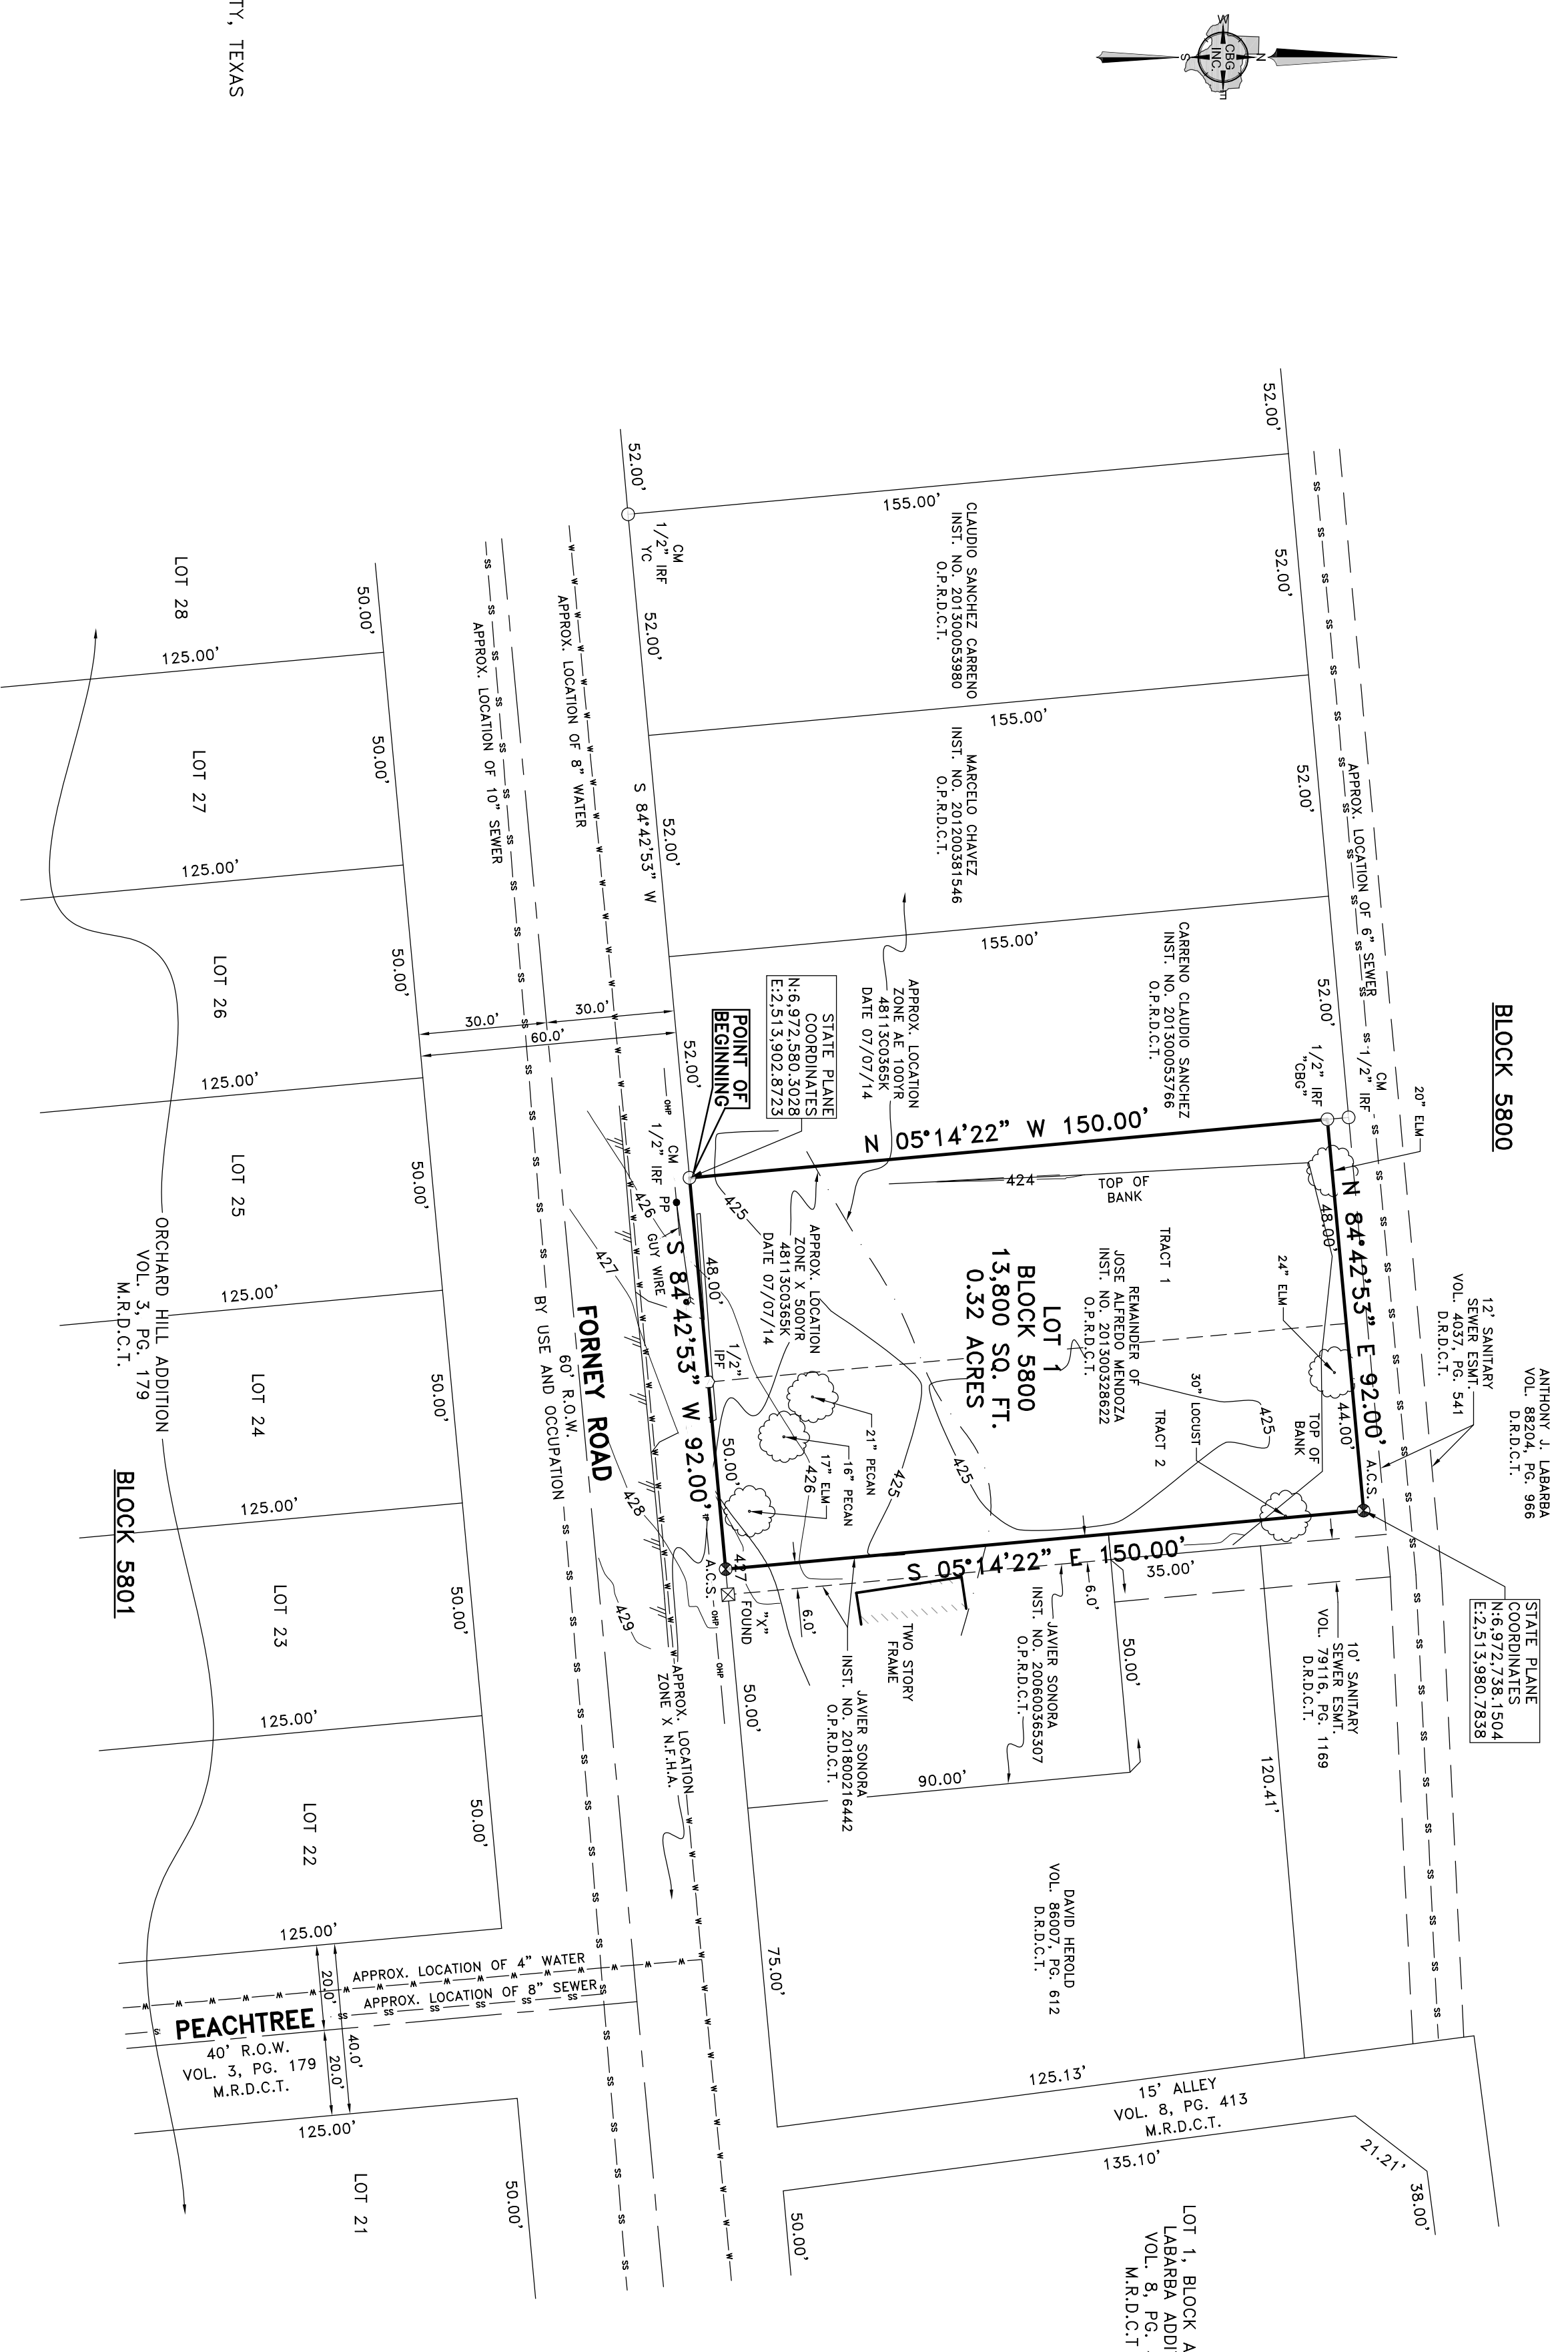 TY, TEXAS
W
N
CBG
INC.
S
E
BLOCK 5800
ANTHONY J. LABARBA
VOL. 88204, PG. 966
D.R.D.C.T.
12' SANITARY
SEWER ESMT.
VOL. 4037, PG. 541
D.R.D.C.T.
STATE PLANE
COORDINATES
N:6,972,738.1504
E:2,513,980.7838
10' SANITARY
SEWER ESMT.
VOL. 79116, PG. 1169
D.R.D.C.T.
APPROX. LOCATION OF 6" SEWER
52.00'
52.00'
52.00'
52.00'
CM
1/2" IRF
1/2" IRF
"CBG"
20" ELM
N 84°42'53" E 92.00'
48.00'
44.00'
A.C.S.
24" ELM
TOP OF
BANK
30" LOCUST
425
155.00'
155.00'
155.00'
CLAUDIO SANCHEZ CARRENO
INST. NO. 201300053980
O.P.R.D.C.T.
MARCELO CHAVEZ
INST. NO. 201200381546
O.P.R.D.C.T.
CARRENO CLAUDIO SANCHEZ
INST. NO. 201300053766
O.P.R.D.C.T.
N 05°14'22" W 150.00'
424
TOP OF
BANK
TRACT 1
TRACT 2
REMAINDER OF
JOSE ALFREDO MENDOZA
INST. NO. 201300328622
O.P.R.D.C.T.
LOT 1
BLOCK 5800
13,800 SQ. FT.
0.32 ACRES
425
425
S 05°14'22" E 150.00'
35.00'
6.0'
6.0'
50.00'
120.41'
JAVIER SONORA
INST. NO. 200600365307
O.P.R.D.C.T.
TWO STORY
FRAME
JAVIER SONORA
INST. NO. 201800216442
O.P.R.D.C.T.
90.00'
DAVID HEROLD
VOL. 86007, PG. 612
D.R.D.C.T.
125.13'
15' ALLEY
VOL. 8, PG. 413
M.R.D.C.T.
135.10'
21.21'
38.00'
LOT 1, BLOCK A
LABARBA ADDI
VOL. 8, PG.
M.R.D.C.T
APPROX. LOCATION
ZONE AE 100YR
48113C0365K
DATE 07/07/14
STATE PLANE
COORDINATES
N:6,972,580.3028
E:2,513,902.8723
POINT OF
BEGINNING
APPROX. LOCATION
ZONE X 500YR
48113C0365K
DATE 07/07/14
21" PECAN
16" PECAN
17" ELM
426
425
52.00'
CM
1/2" IRF
YC
52.00'
52.00'
S 84°42'53" W
52.00'
CM
1/2" IRF
PP
426
GUY WIRE
427
48.00'
1/2"
IPF
50.00'
S 84°42'53" W 92.00'
427
A.C.S.
"X"
FOUND
50.00'
75.00'
50.00'
OHP
OHP
OHP
428
429
APPROX. LOCATION
ZONE X N.F.H.A.
APPROX. LOCATION OF 8" WATER
APPROX. LOCATION OF 10" SEWER
30.0'
30.0'
60.0'
FORNEY ROAD
60' R.O.W.
BY USE AND OCCUPATION
50.00'
50.00'
50.00'
50.00'
50.00'
50.00'
50.00'
50.00'
LOT 28
LOT 27
LOT 26
LOT 25
LOT 24
LOT 23
LOT 22
LOT 21
125.00'
125.00'
125.00'
125.00'
125.00'
125.00'
125.00'
125.00'
ORCHARD HILL ADDITION
VOL. 3, PG. 179
M.R.D.C.T.
BLOCK 5801
APPROX. LOCATION OF 4" WATER
APPROX. LOCATION OF 8" SEWER
20.0'
40.0'
20.0'
PEACHTREE
40' R.O.W.
VOL. 3, PG. 179
M.R.D.C.T.